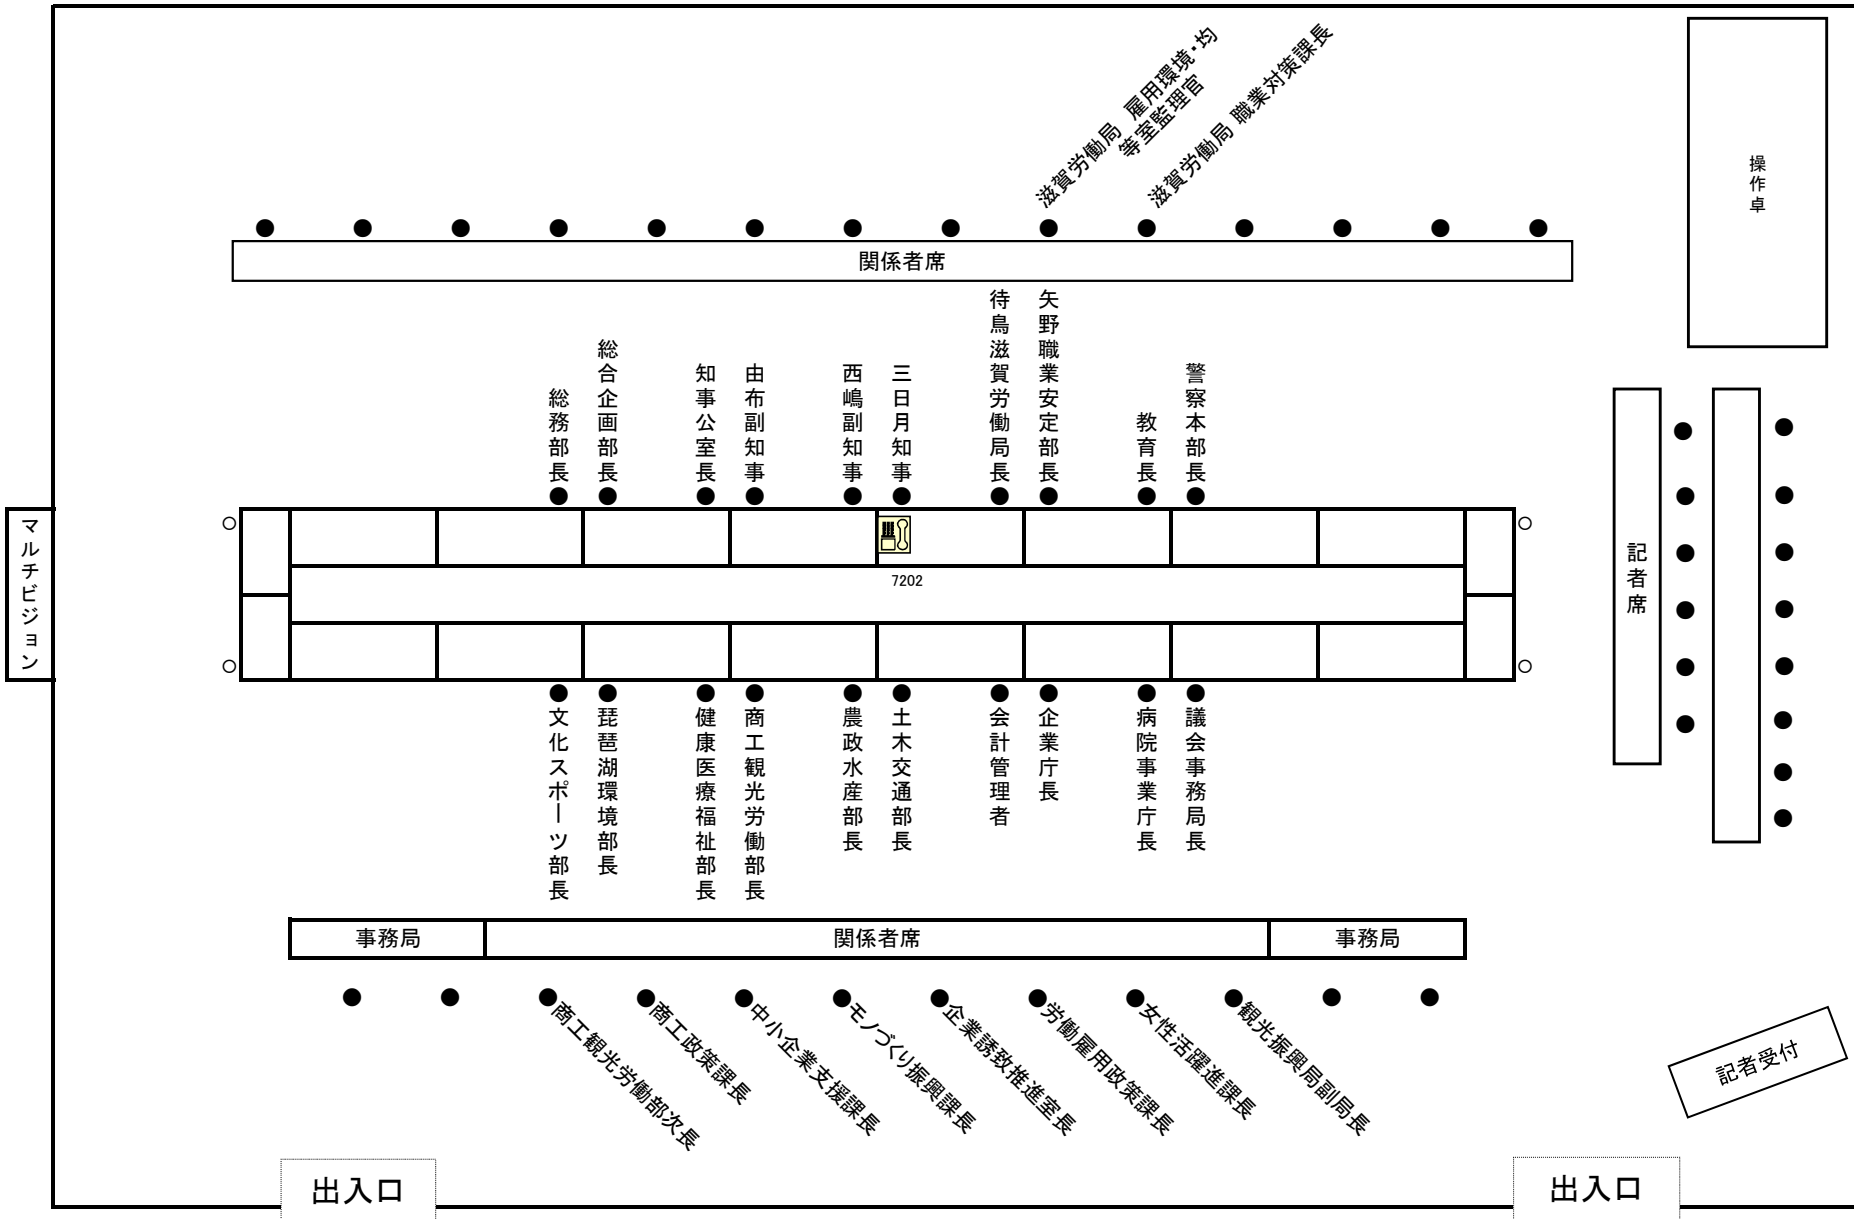 滋賀労働局 雇用環境・均
等室監理官
滋賀労働局 職業対策課長
操作卓
関係者席
総務部長
総合企画部長
知事公室長
由布副知事
西嶋副知事
三日月知事
待鳥滋賀労働局長
矢野職業安定部長
教育長
警察本部長
マルチビジョン
7202
記者席
文化スポーツ部長
琵琶湖環境部長
健康医療福祉部長
商工観光労働部長
農政水産部長
土木交通部長
会計管理者
企業庁長
病院事業庁長
議会事務局長
事務局
関係者席
事務局
商工観光労働部次長
商工政策課長
中小企業支援課長
モノづくり振興課長
企業誘致推進室長
労働雇用政策課長
女性活躍進課長
観光振興局副局長
記者受付
出入口
出入口